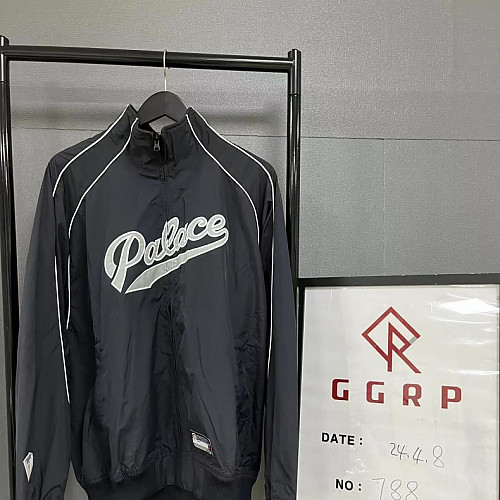 Palace
GGRP
DATE : 24.4.8
NO : 788